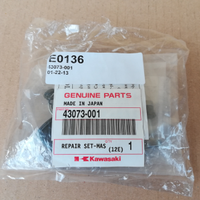 E0136
43073-001
01-22-13
GENUINE PARTS
MADE IN JAPAN
43073-001
REPAIR SET-MAS (12E) 1
Kawasaki